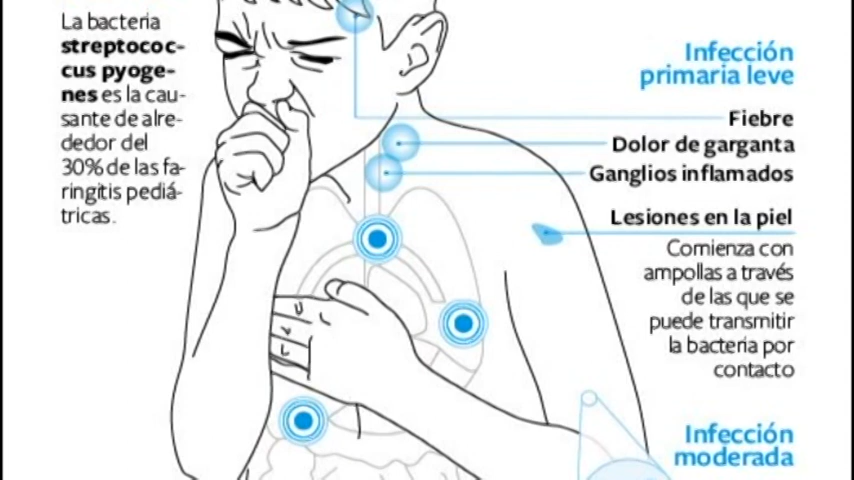 La bacteria
streptococ-
cus pyoge-
nes es la cau-
sante de alre-
dedor del
30% de las fa-
ringitis pediá-
tricas.
Infección
primaria leve
Fiebre
Dolor de garganta
Ganglios inflamados
Lesiones en la piel
Comienza con
ampollas a través
de las que se
puede transmitir
la bacteria por
contacto
Infección
moderada